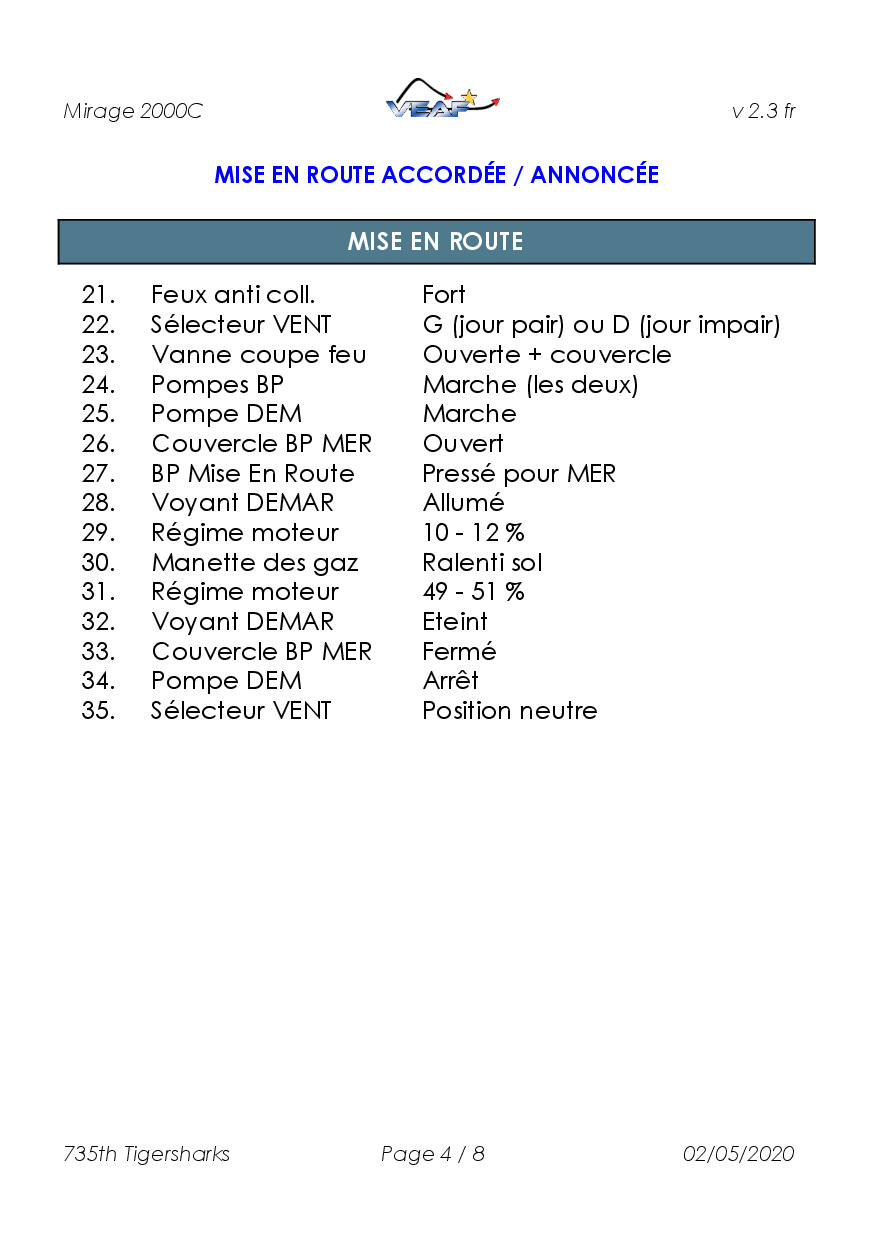 Mirage 2000C VEAF v 2.3 fr
MISE EN ROUTE ACCORDÉE / ANNONCÉE
MISE EN ROUTE
21. Feux anti coll. Fort
22. Sélecteur VENT G (jour pair) ou D (jour impair)
23. Vanne coupe feu Ouverte + couvercle
24. Pompes BP Marche (les deux)
25. Pompe DEM Marche
26. Couvercle BP MER Ouvert
27. BP Mise En Route Pressé pour MER
28. Voyant DEMAR Allumé
29. Régime moteur 10 - 12 %
30. Manette des gaz Ralenti sol
31. Régime moteur 49 - 51 %
32. Voyant DEMAR Eteint
33. Couvercle BP MER Fermé
34. Pompe DEM Arrêt
35. Sélecteur VENT Position neutre
735th Tigersharks Page 4 / 8 02/05/2020